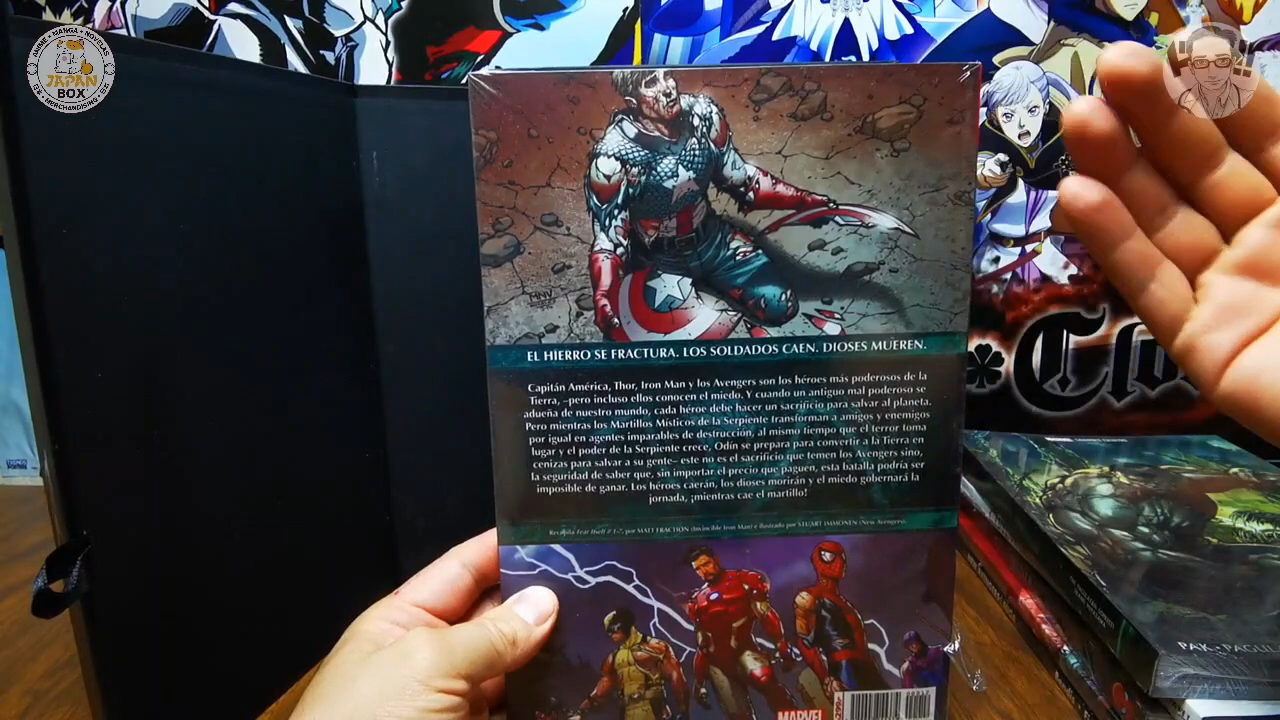 ANIME • MANGA • NOVELAS
JAPAN
BOX
MERCHANDISING
MNV
EL HIERRO SE FRACTURA. LOS SOLDADOS CAEN. DIOSES MUEREN.
Capitán América, Thor, Iron Man y los Avengers son los héroes más poderosos de la
Tierra, –pero incluso ellos conocen el miedo. Y cuando un antiguo mal poderoso se
adueña de nuestro mundo, cada héroe debe hacer un sacrificio para salvar al planeta.
Pero mientras los Martillos Místicos de la Serpiente transforman a amigos y enemigos
por igual en agentes imparables de destrucción, al mismo tiempo que el terror toma
lugar y el poder de la Serpiente crece, Odín se prepara para convertir a la Tierra en
cenizas para salvar a su gente– este no es el sacrificio que temen los Avengers sino,
la seguridad de saber que, sin importar el precio que paguen, esta batalla podría ser
imposible de ganar. Los héroes caerán, los dioses morirán y el miedo gobernará la
jornada, ¡mientras cae el martillo!
Recopila Fear Itself # 1-7, por MATT FRACTION (Invincible Iron Man) e ilustrado por STUART IMMONEN (New Avengers).
MARVEL
Clo
PAK • PAGUL